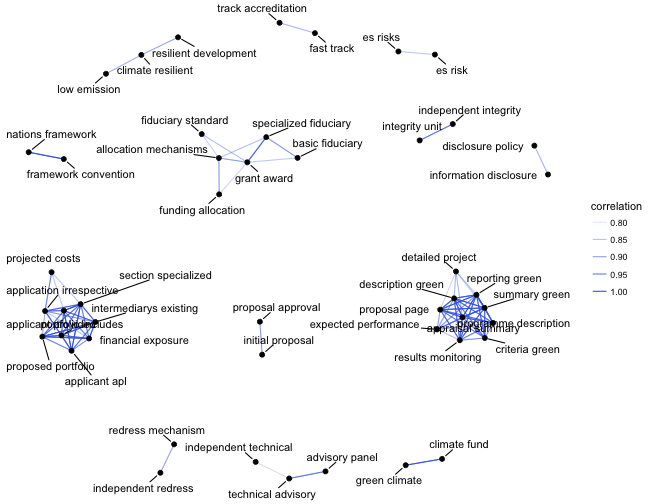 track accreditation
fast track
es risks
es risk
resilient development
climate resilient
low emission
fiduciary standard
specialized fiduciary
allocation mechanisms
basic fiduciary
grant award
funding allocation
independent integrity
integrity unit
disclosure policy
information disclosure
nations framework
framework convention
correlation
0.80
0.85
0.90
0.95
1.00
projected costs
section specialized
application irrespective
intermediarys existing
financial exposure
proposed portfolio
applicant apl
proposal approval
initial proposal
detailed project
reporting green
description green
summary green
proposal page
expected performance
programme description
appraisal summary
results monitoring
criteria green
redress mechanism
independent redress
independent technical
advisory panel
technical advisory
climate fund
green climate